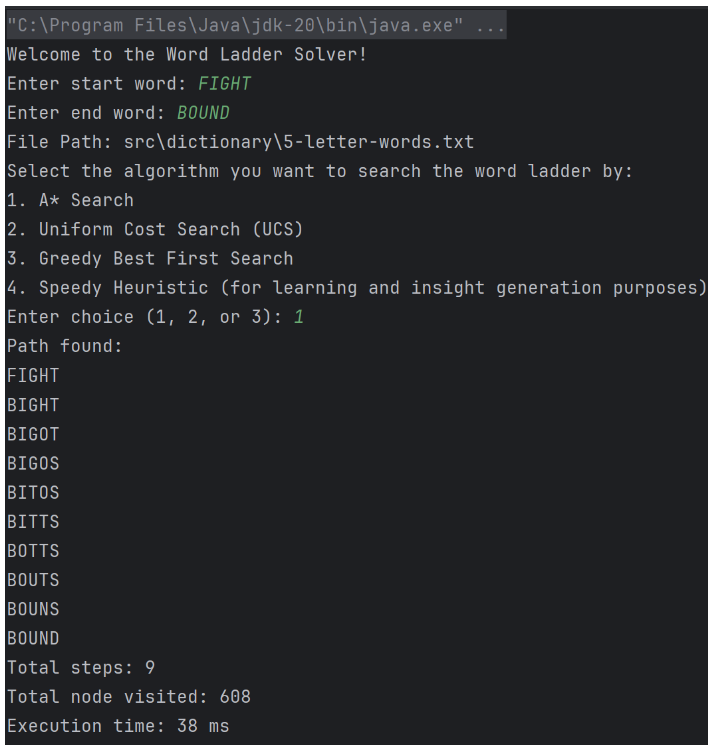 "C:\Program Files\Java\jdk-20\bin\java.exe" ...
Welcome to the Word Ladder Solver!
Enter start word: FIGHT
Enter end word: BOUND
File Path: src\dictionary\5-letter-words.txt
Select the algorithm you want to search the word ladder by:
1. A* Search
2. Uniform Cost Search (UCS)
3. Greedy Best First Search
4. Speedy Heuristic (for learning and insight generation purposes)
Enter choice (1, 2, or 3): 1
Path found:
FIGHT
BIGHT
BIGOT
BIGOS
BITOS
BITTS
BOTTS
BOUTS
BOUNS
BOUND
Total steps: 9
Total node visited: 608
Execution time: 38 ms